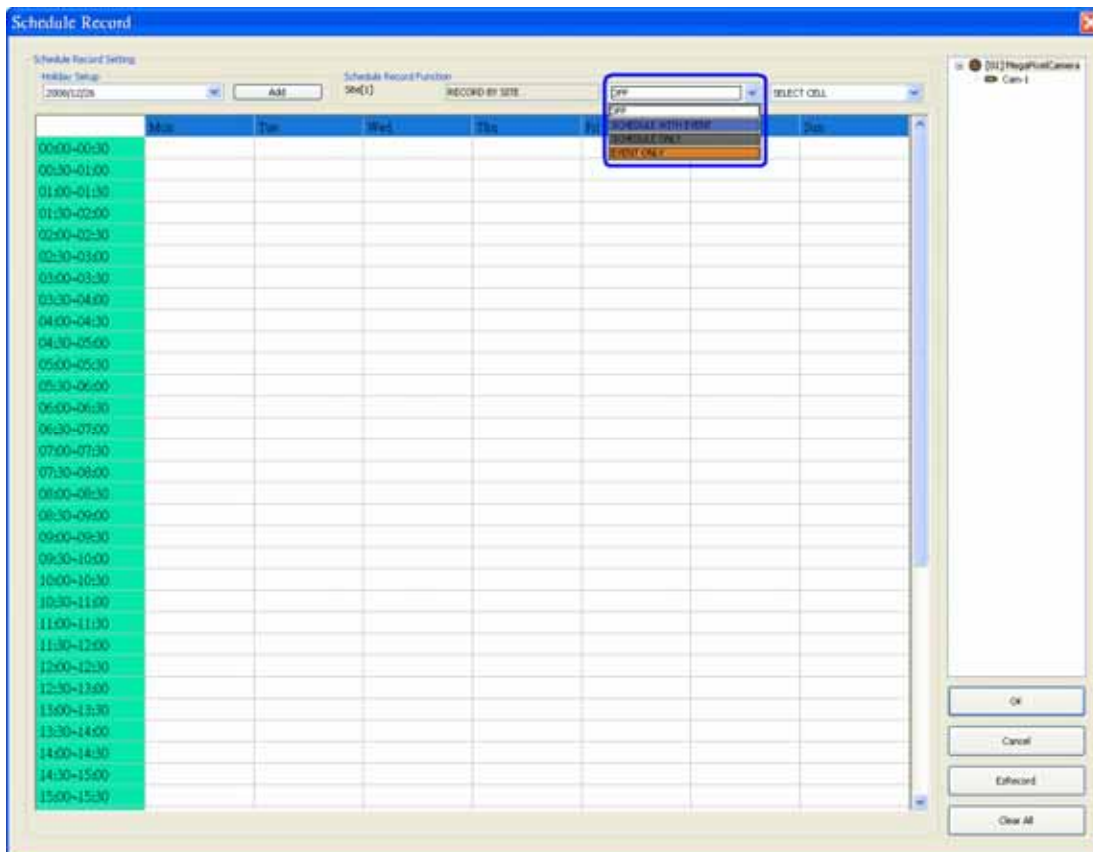 Schedule Record
Schedule Record Setting
Holiday Setup
2006/12/26
Add
Schedule Record Function
Site[1]
RECORD BY SITE
OFF
SELECT CELL
OFF
SCHEDULE WITH EVENT
SCHEDULE ONLY
EVENT ONLY
Mon Tue Wed Thu Fri Sun
00:00~00:30
00:30~01:00
01:00~01:30
01:30~02:00
02:00~02:30
02:30~03:00
03:00~03:30
03:30~04:00
04:00~04:30
04:30~05:00
05:00~05:30
05:30~06:00
06:00~06:30
06:30~07:00
07:00~07:30
07:30~08:00
08:00~08:30
08:30~09:00
09:00~09:30
09:30~10:00
10:00~10:30
10:30~11:00
11:00~11:30
11:30~12:00
12:00~12:30
12:30~13:00
13:00~13:30
13:30~14:00
14:00~14:30
14:30~15:00
15:00~15:30
[01]MegaPixelCamera
Cam-1
OK
Cancel
EzRecord
Clear All